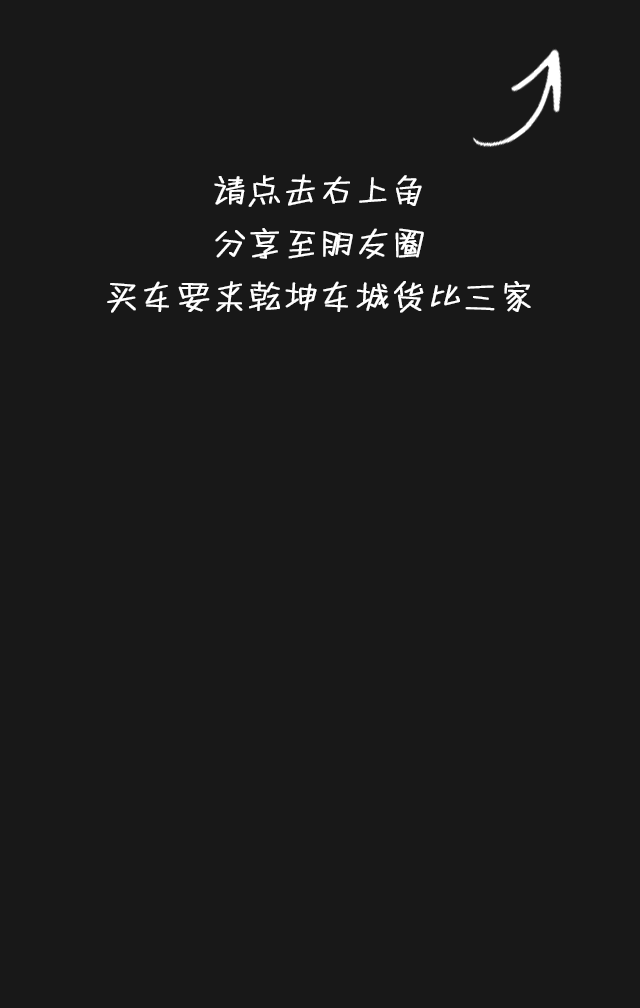 请点击右上角
分享至朋友圈
买车要来乾坤车城货比三家